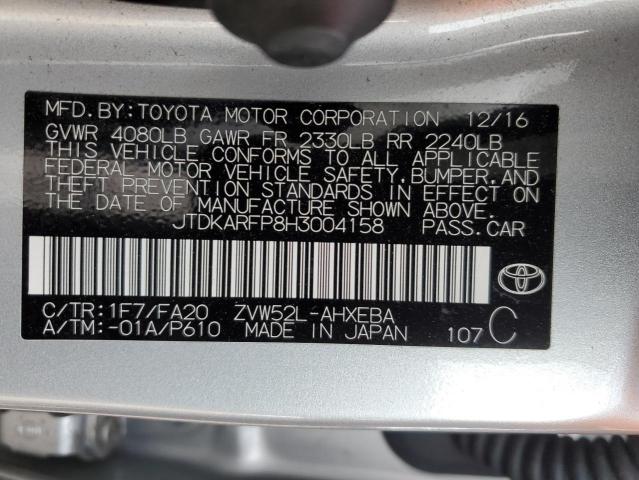 MFD.BY:TOYOTA MOTOR CORPORATION 12/16
GVWR 4080LB GAWR FR 2330LB RR 2240LB
THIS VEHICLE CONFORMS TO ALL APPLICABLE
FEDERAL MOTOR VEHICLE SAFETY,BUMPER,AND
THEFT PREVENTION STANDARDS IN EFFECT ON
THE DATE OF MANUFACTURE SHOWN ABOVE.
JTDKARFP8H3004158 PASS.CAR
C/TR:1F7/FA20 ZVW52L-AHXEBA
A/TM:-01A/P610 MADE IN JAPAN 107 C